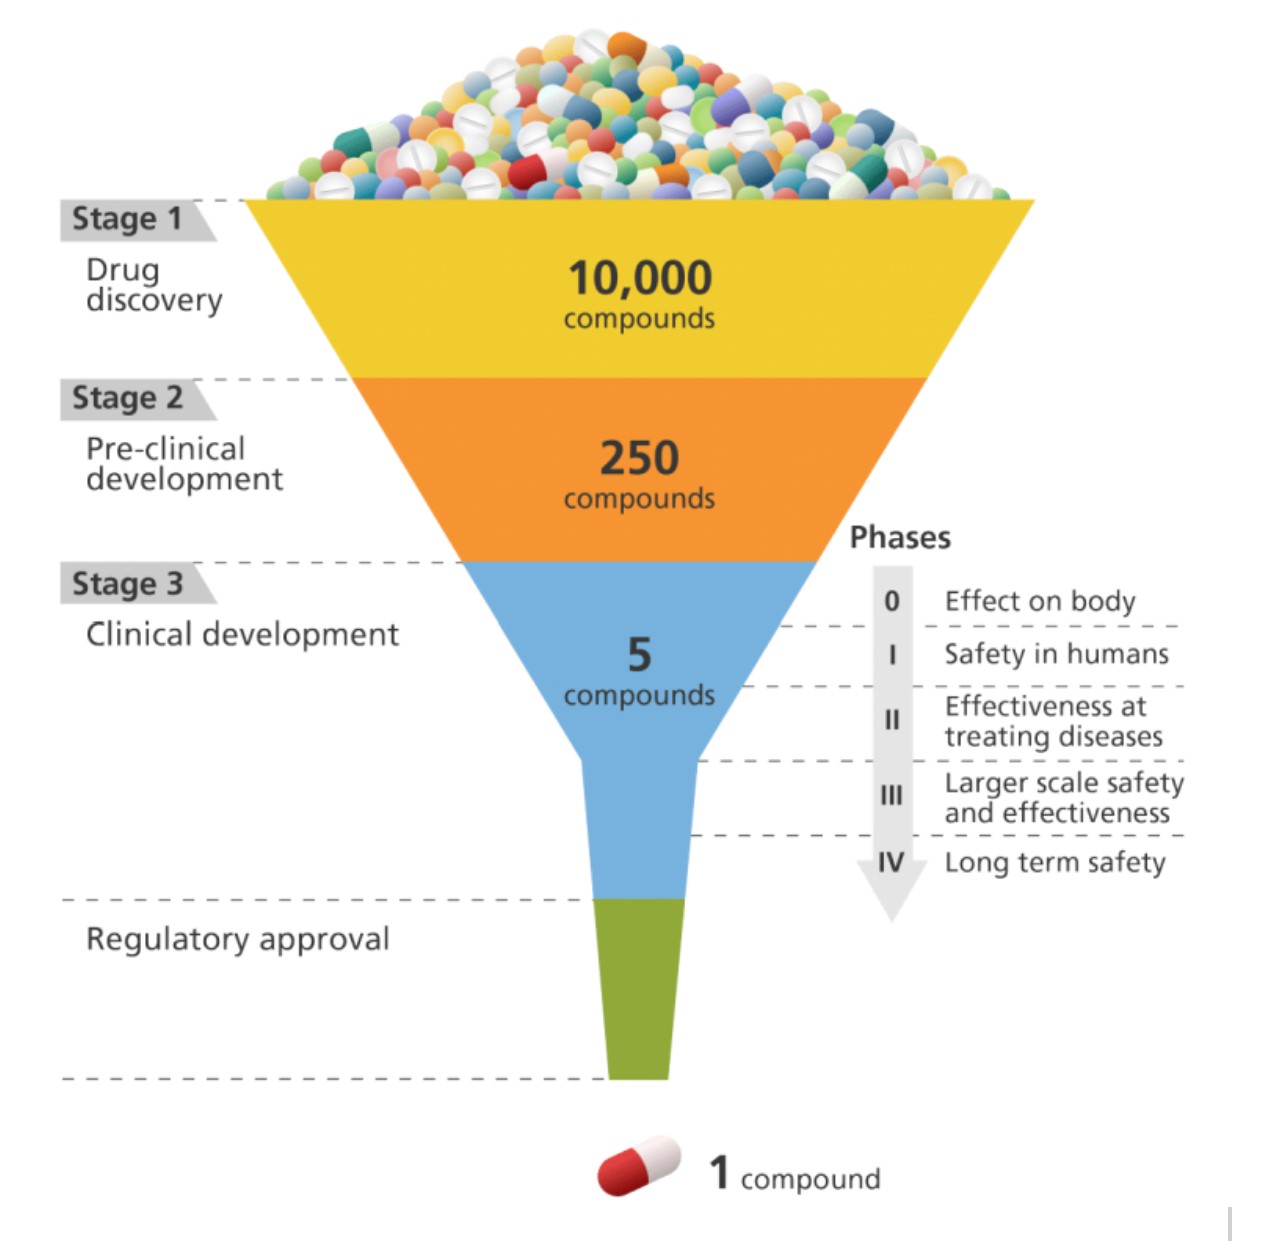 Stage 1
Drug
discovery
10,000
compounds
Stage 2
Pre-clinical
development
250
compounds
Stage 3
Clinical development
5
compounds
Phases
0 Effect on body
I Safety in humans
II Effectiveness at
treating diseases
III Larger scale safety
and effectiveness
IV Long term safety
Regulatory approval
1 compound